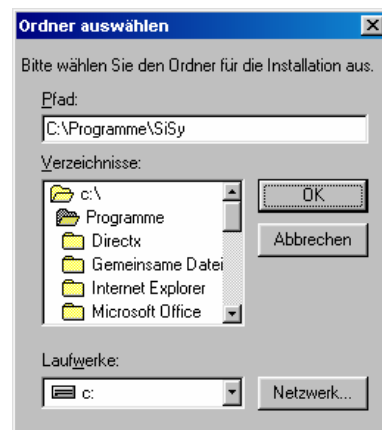 Ordner auswählen
Bitte wählen Sie den Ordner für die Installation aus.
Pfad:
C:\Programme\SiSy
Verzeichnisse:
c:\
Programme
Directx
Gemeinsame Datei
Internet Explorer
Microsoft Office
OK
Abbrechen
Laufwerke:
c:
Netzwerk...